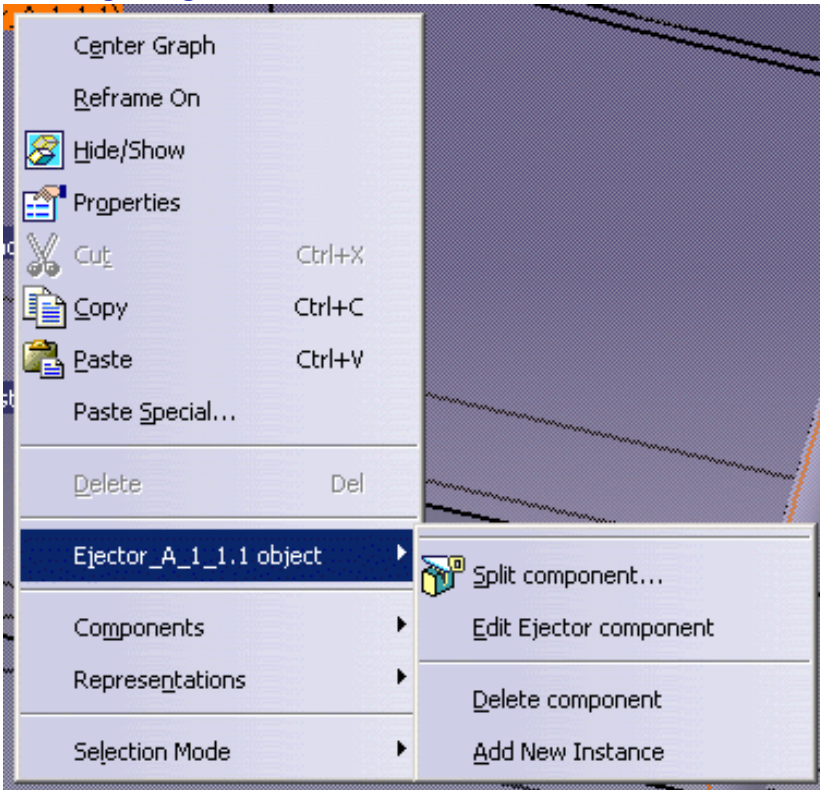 Center Graph
Reframe On
Hide/Show
Properties
Cut Ctrl+X
Copy Ctrl+C
Paste Ctrl+V
Paste Special...
Delete Del
Ejector_A_1_1.1 object
Split component...
Edit Ejector component
Components
Representations
Delete component
Selection Mode
Add New Instance